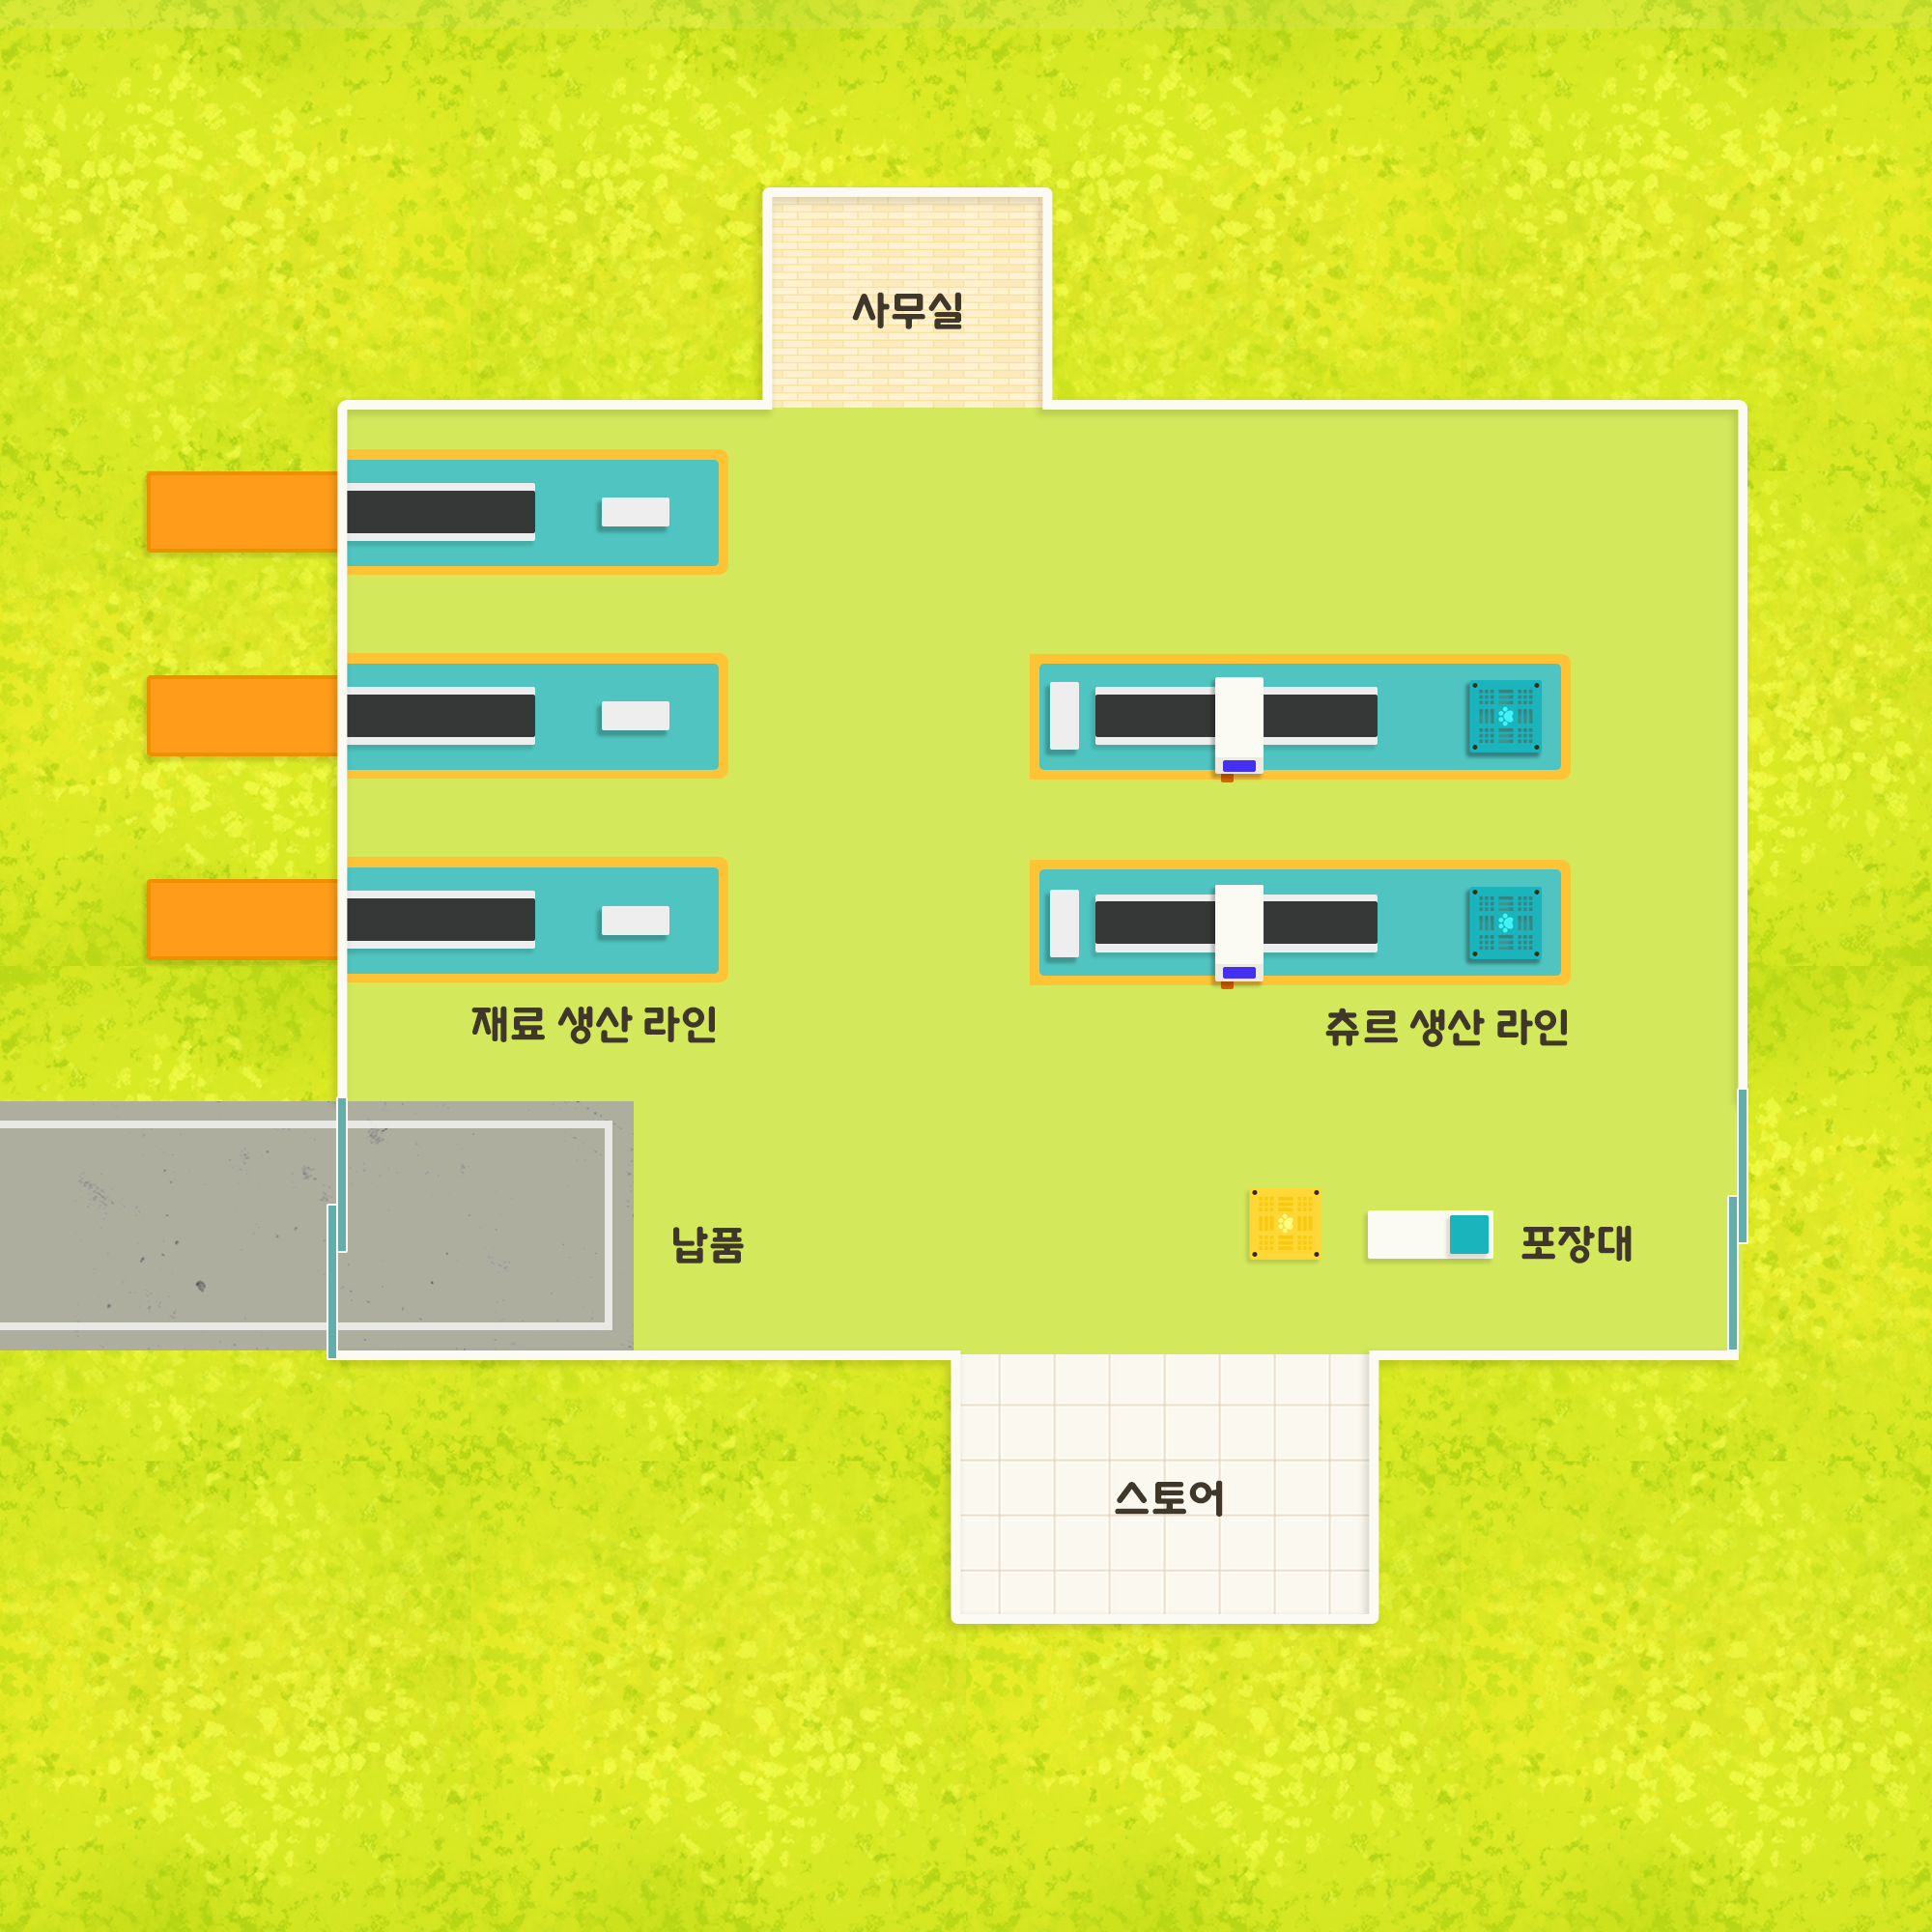 사무실
재료 생산 라인
츄르 생산 라인
납품
포장대
스토어